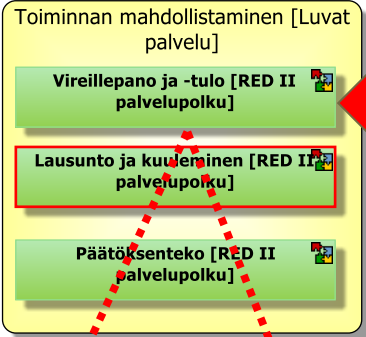 Toiminnan mahdollistaminen [Luvat
palvelu]
Vireillepano ja -tulo [RED II
palvelupolku]
Lausunto ja kuuleminen [RED II
palvelupolku]
Päätöksenteko [RED II
palvelupolku]